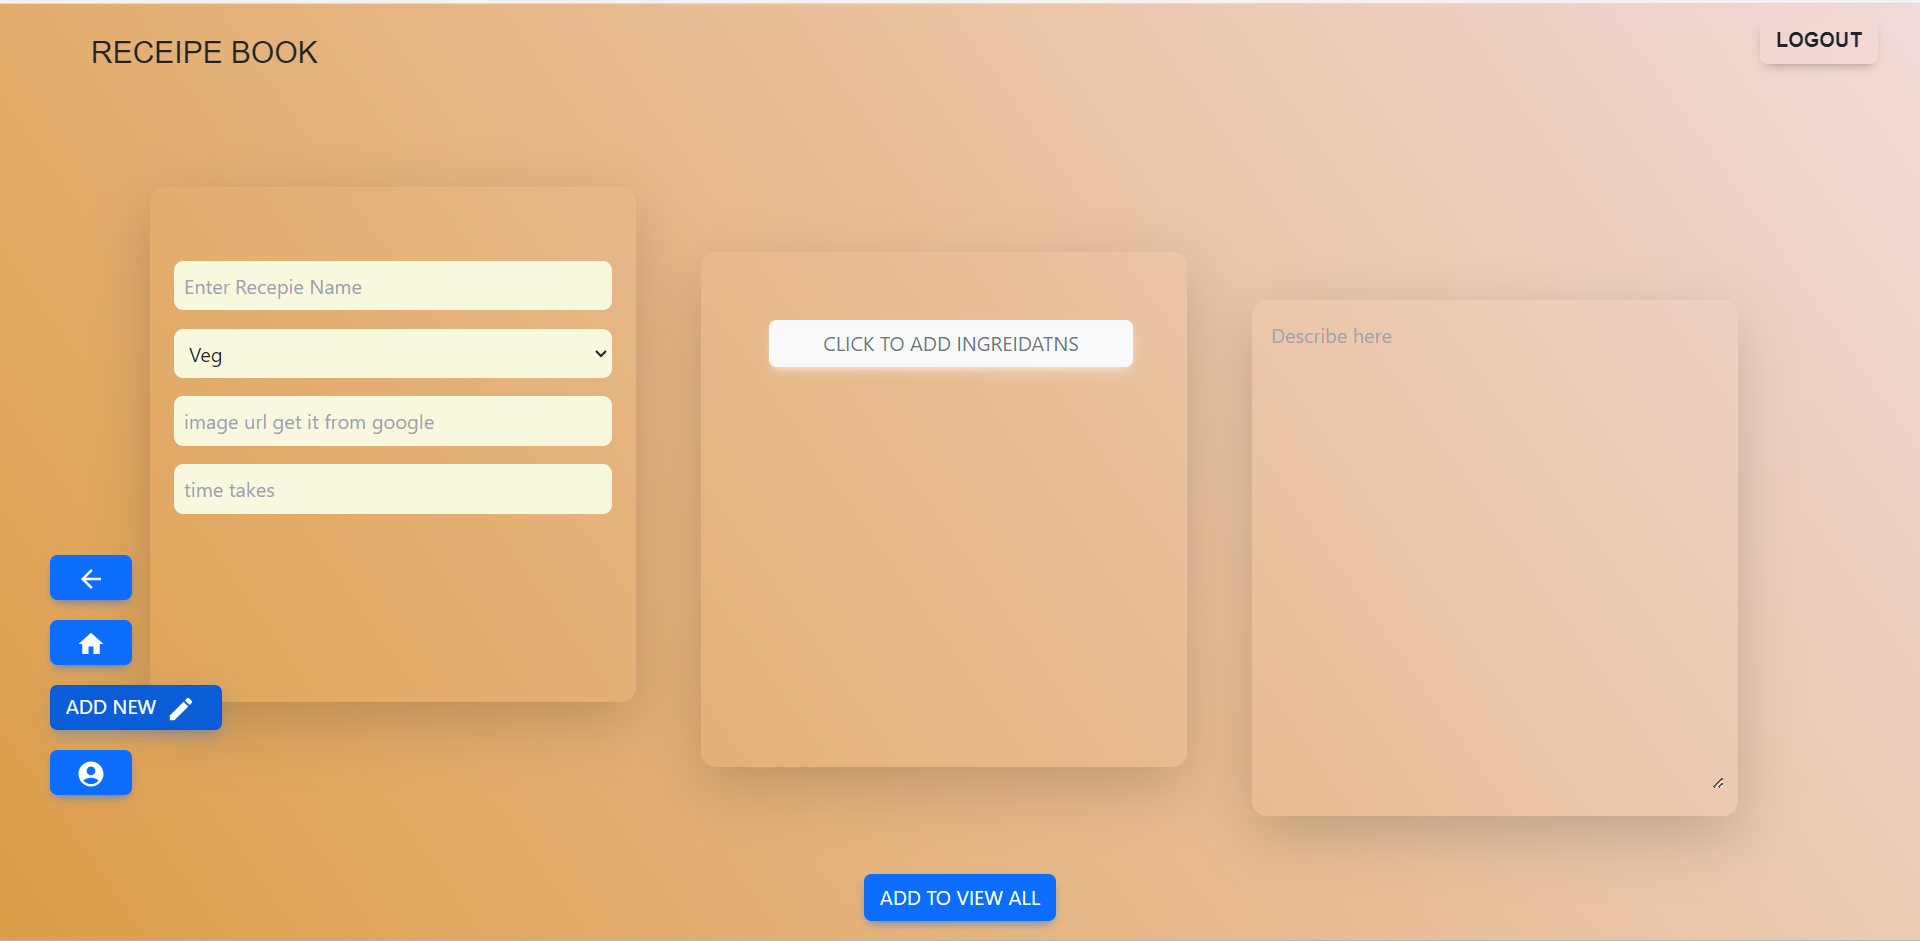 RECEIPE BOOK
LOGOUT
Enter Recepie Name
Veg
image url get it from google
time takes
CLICK TO ADD INGREIDATNS
Describe here
ADD NEW
ADD TO VIEW ALL